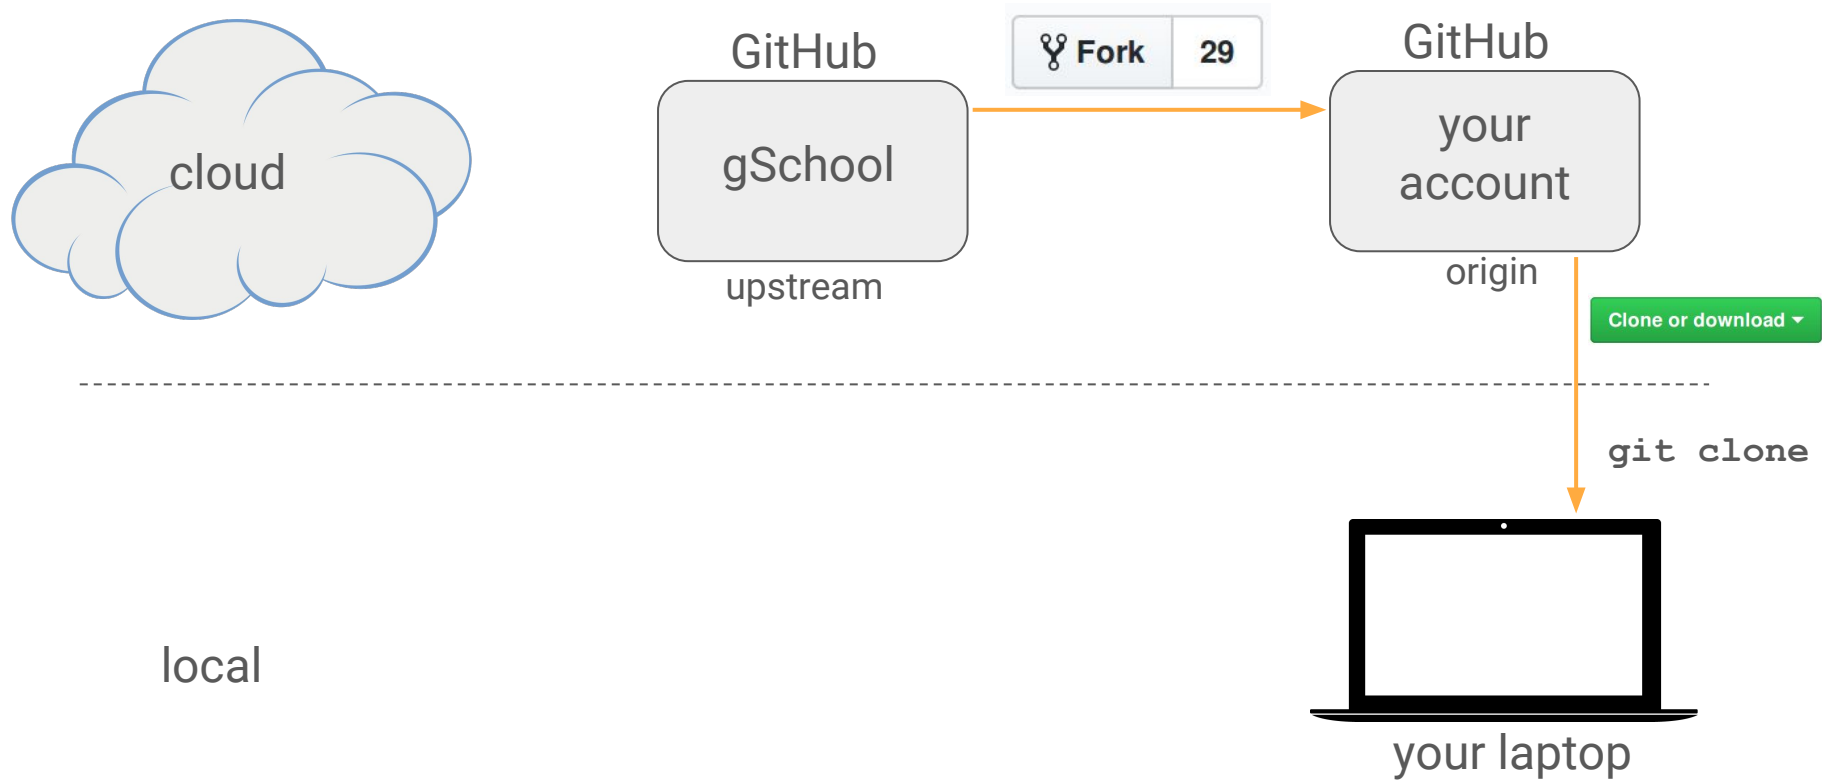 cloud
GitHub
gSchool
upstream
Fork 29
GitHub
your
account
origin
Clone or download
git clone
local
your laptop